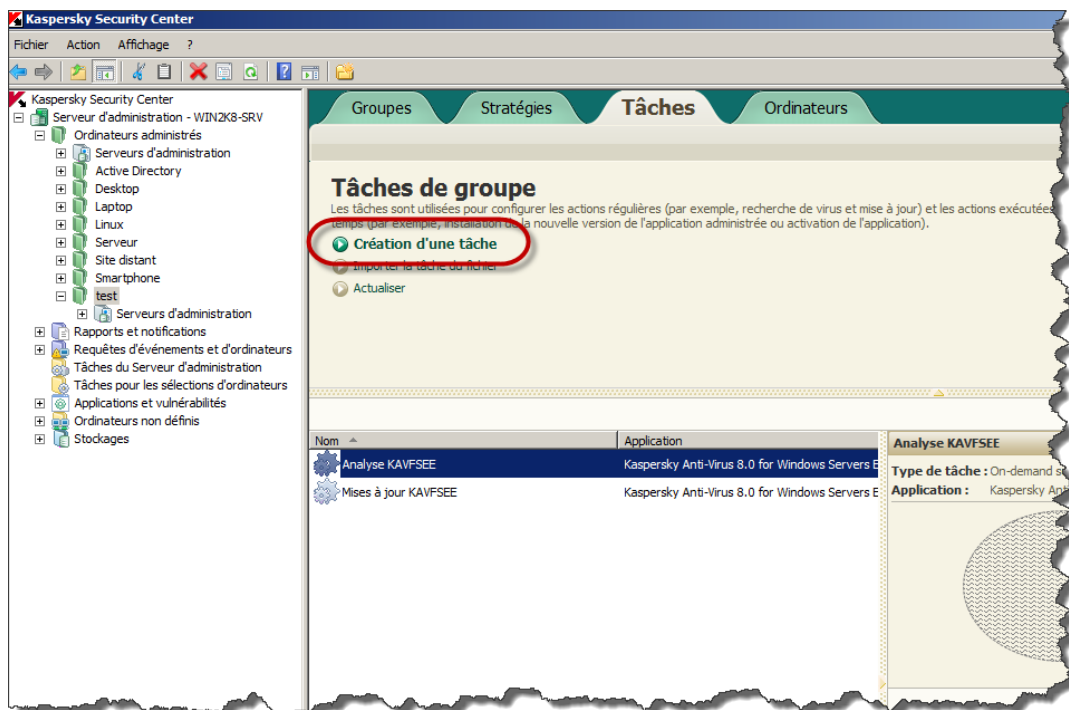 Kaspersky Security Center
Fichier Action Affichage ?
Kaspersky Security Center
Serveur d'administration - WIN2K8-SRV
Ordinateurs administrés
Serveurs d'administration
Active Directory
Desktop
Laptop
Linux
Serveur
Site distant
Smartphone
test
Serveurs d'administration
Rapports et notifications
Requêtes d'événements et d'ordinateurs
Tâches du Serveur d'administration
Tâches pour les sélections d'ordinateurs
Applications et vulnérabilités
Ordinateurs non définis
Stockages
Groupes Stratégies Tâches Ordinateurs
Tâches de groupe
Les tâches sont utilisées pour configurer les actions régulières (par exemple, recherche de virus et mise à jour) et les actions exécutées
temps (par exemple, installation de la nouvelle version de l'application administrée ou activation de l'application).
Création d'une tâche
Importer la tâche du fichier
Actualiser
Nom Application
Analyse KAVFSEE Kaspersky Anti-Virus 8.0 for Windows Servers E
Mises à jour KAVFSEE Kaspersky Anti-Virus 8.0 for Windows Servers E
Analyse KAVFSEE
Type de tâche : On-demand s
Application : Kaspersky Ant